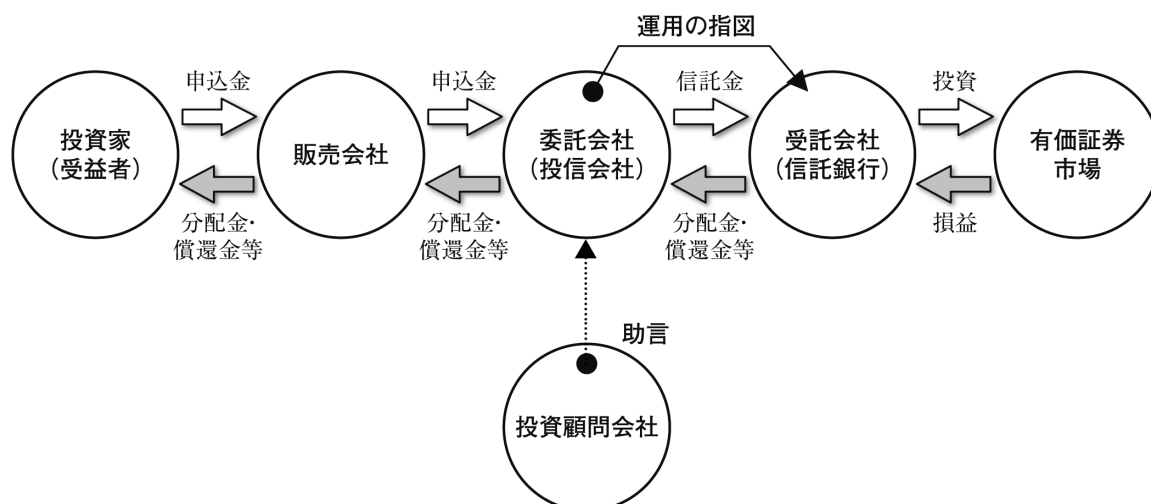 運用の指図
申込金
申込金
信託金
投資
投資家
（受益者）
販売会社
委託会社
（投信会社）
受託会社
（信託銀行）
有価証券
市場
分配金・
償還金等
分配金・
償還金等
分配金・
償還金等
損益
助言
投資顧問会社